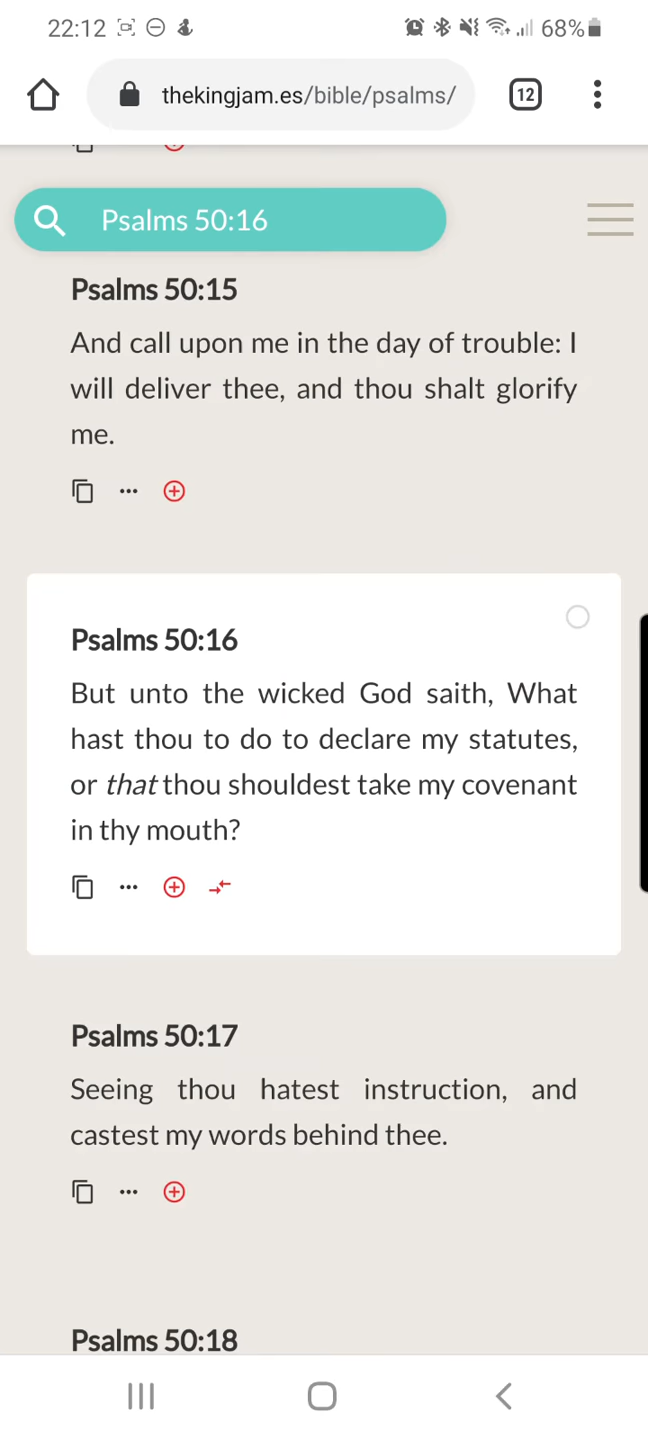 22:12
68%
thekingjam.es/bible/psalms/
12
Psalms 50:16
Psalms 50:15
And call upon me in the day of trouble: I
will deliver thee, and thou shalt glorify
me.
Psalms 50:16
But unto the wicked God saith, What
hast thou to do to declare my statutes,
or that thou shouldest take my covenant
in thy mouth?
Psalms 50:17
Seeing thou hatest instruction, and
castest my words behind thee.
Psalms 50:18